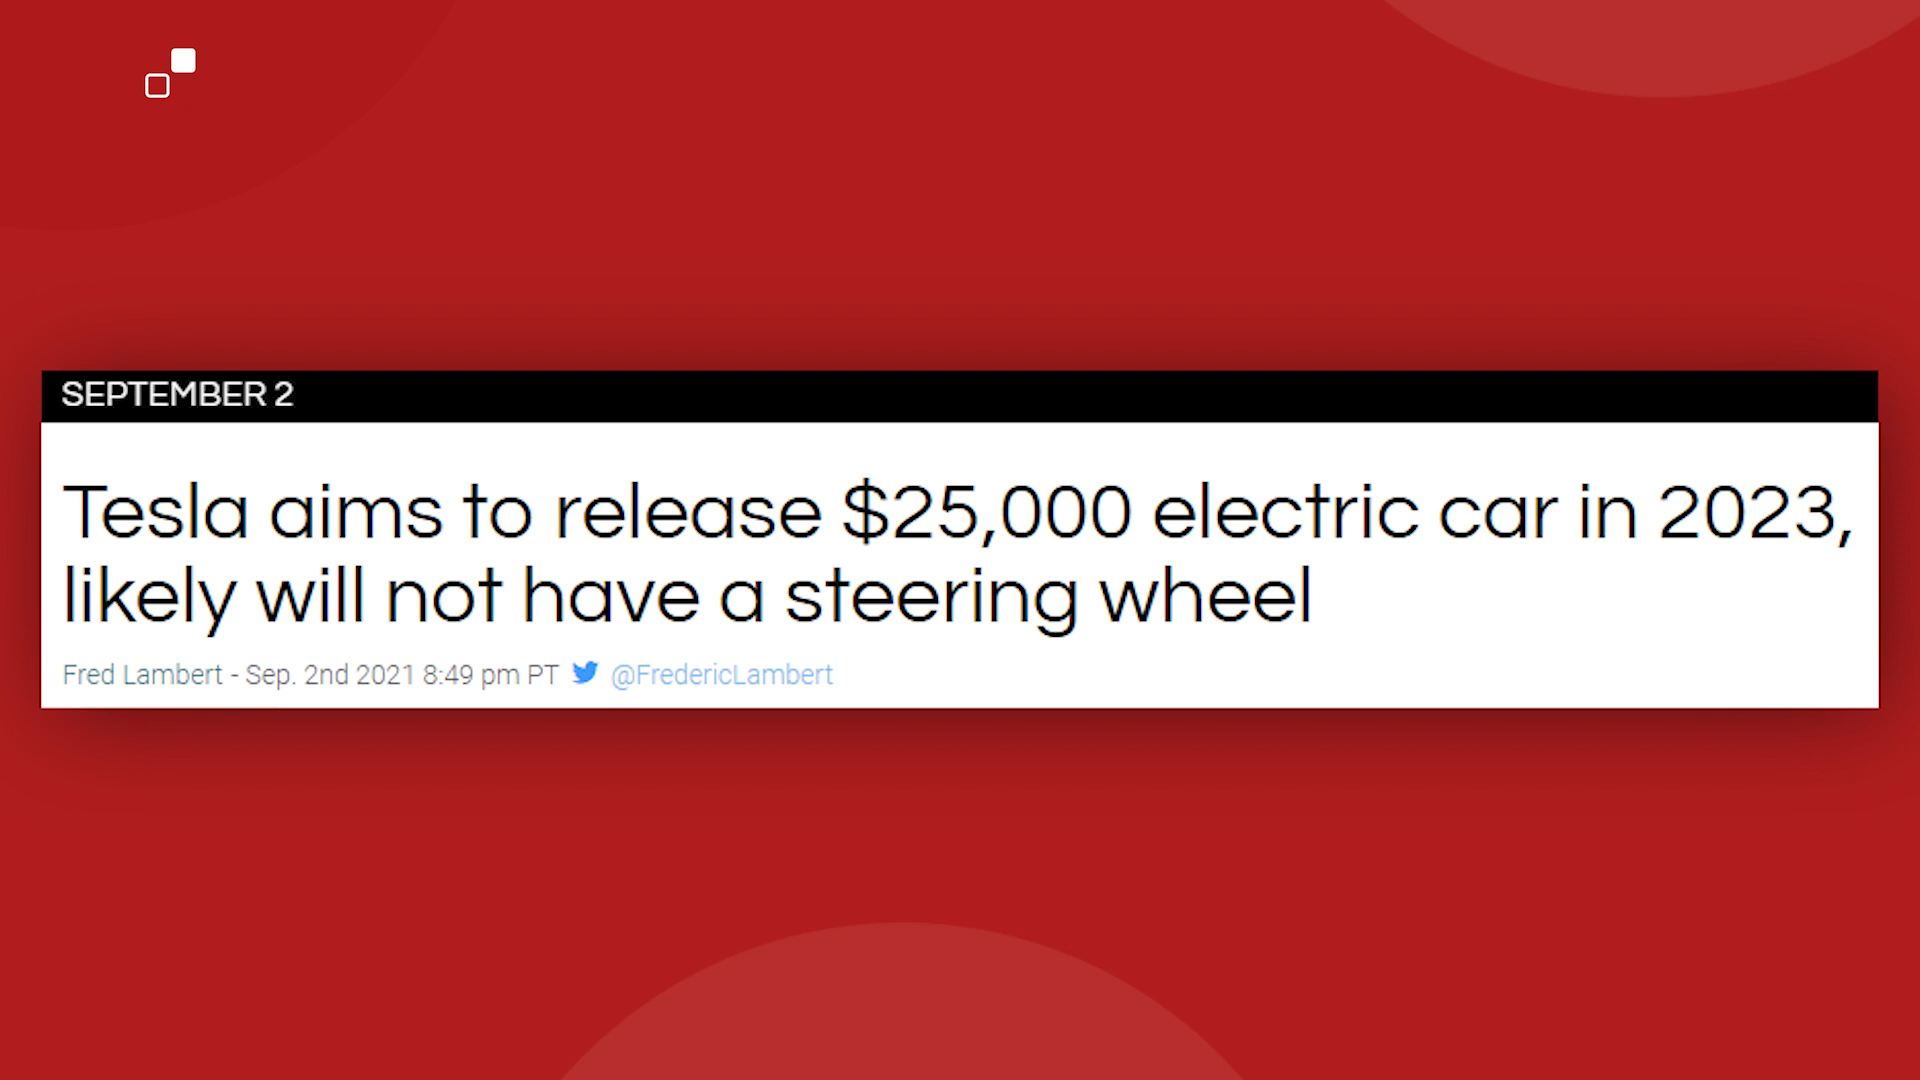 SEPTEMBER 2
Tesla aims to release $25,000 electric car in 2023,
likely will not have a steering wheel
Fred Lambert - Sep. 2nd 2021 8:49 pm PT @FredericLambert